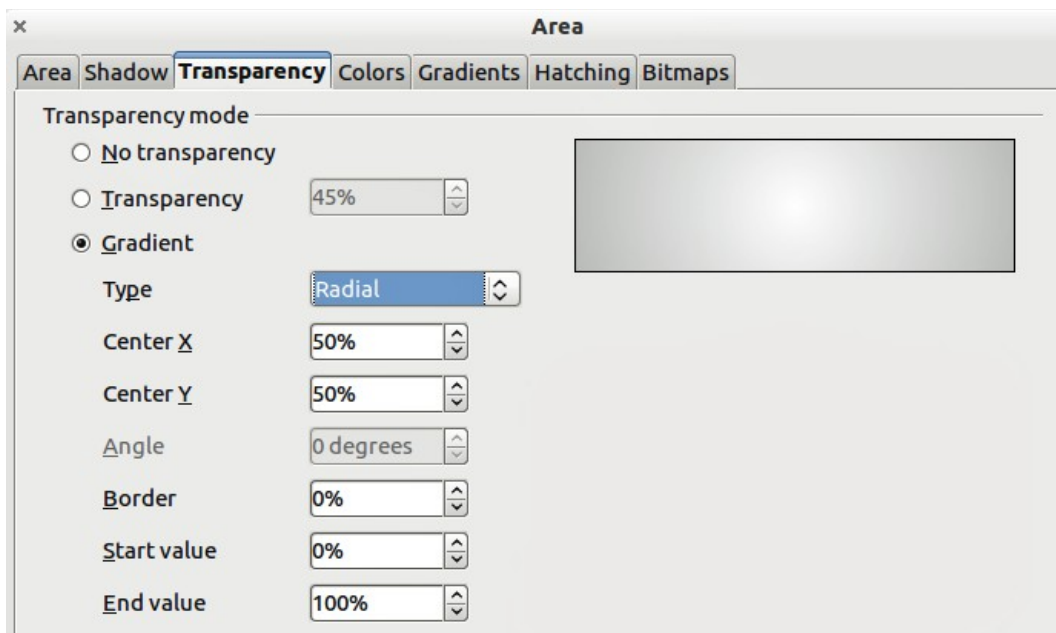 Area
Area Shadow Transparency Colors Gradients Hatching Bitmaps
Transparency mode
No transparency
Transparency 45%
Gradient
Type Radial
Center X 50%
Center Y 50%
Angle 0 degrees
Border 0%
Start value 0%
End value 100%